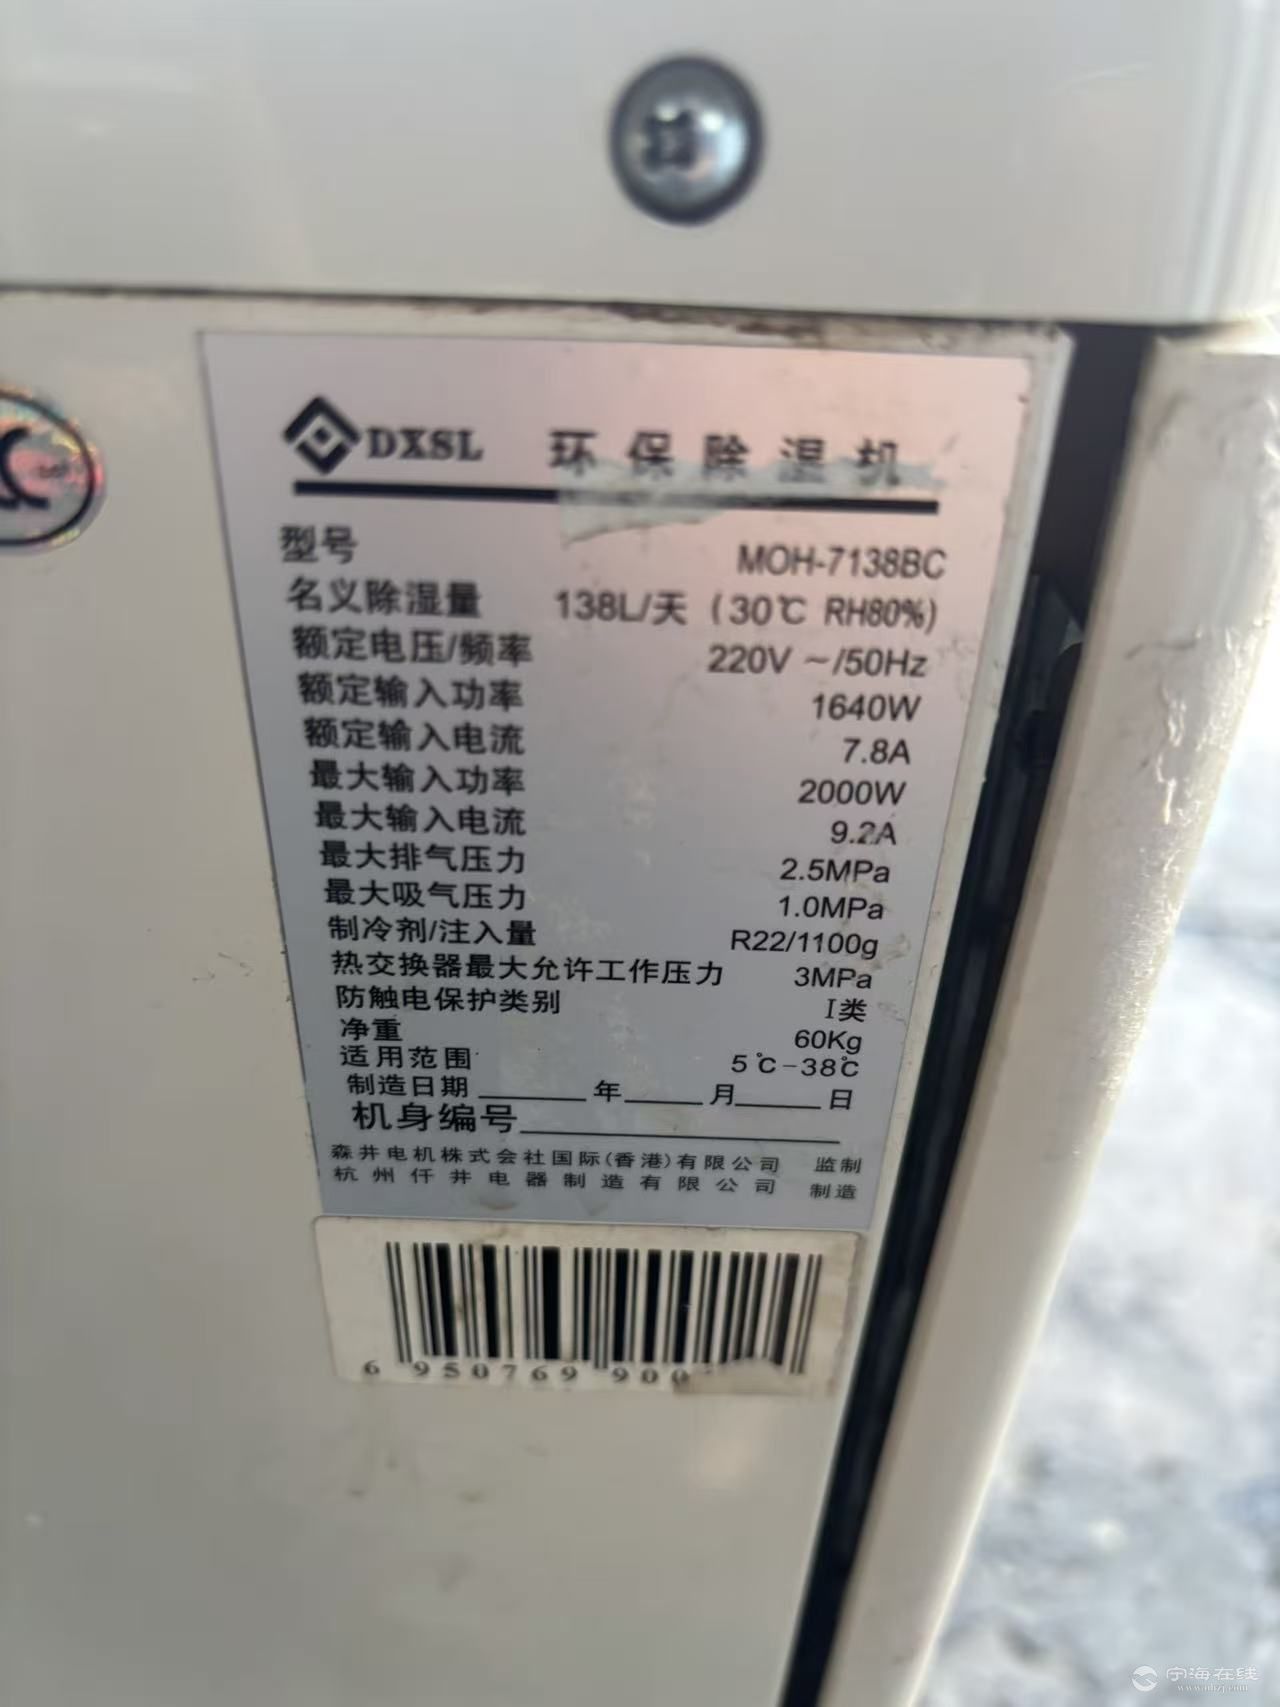 DXSL 环保除湿机
型号 MOH-7138BC
名义除湿量 138L/天 (30℃ RH80%)
额定电压/频率 220V ~/50Hz
额定输入功率 1640W
额定输入电流 7.8A
最大输入功率 2000W
最大输入电流 9.2A
最大排气压力 2.5MPa
最大吸气压力 1.0MPa
制冷剂/注入量 R22/1100g
热交换器最大允许工作压力 3MPa
防触电保护类别 I类
净重 60Kg
适用范围 5℃-38℃
制造日期 年 月 日
机身编号
森井电机株式会社国际(香港)有限公司 监制
杭州仟井电器制造有限公司 制造
6 950769 900
宁海在线
www.nhzj.com